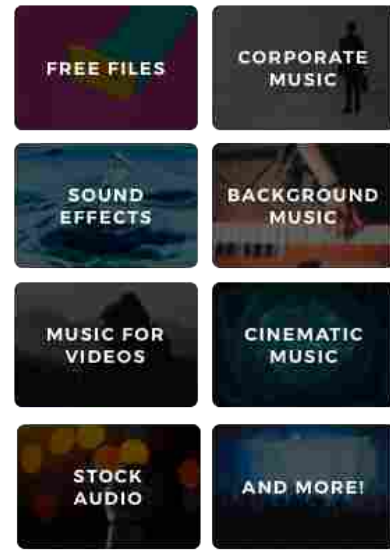 FREE FILES
CORPORATE
MUSIC
SOUND
EFFECTS
BACKGROUND
MUSIC
MUSIC FOR
VIDEOS
CINEMATIC
MUSIC
STOCK
AUDIO
AND MORE!